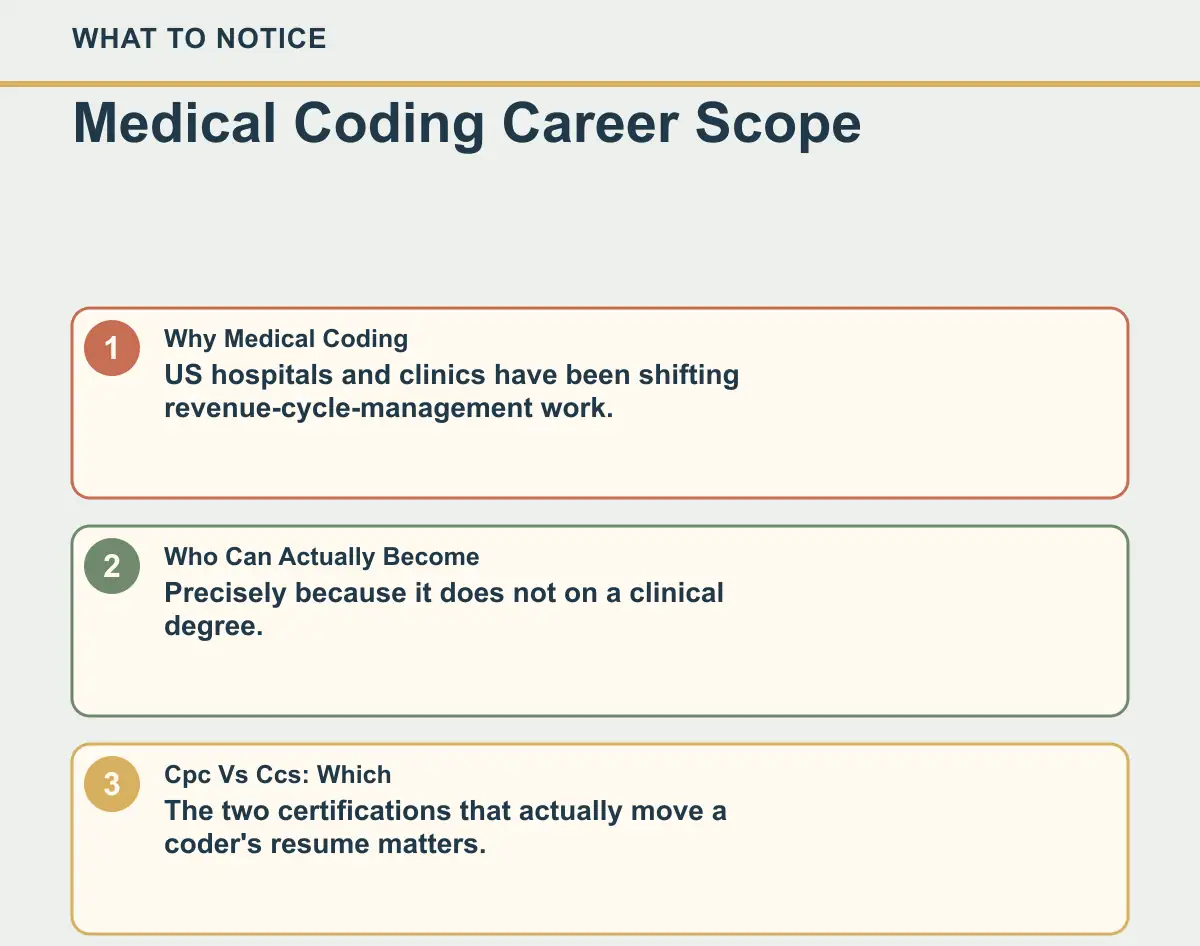 WHAT TO NOTICE
Medical Coding Career Scope
1
Why Medical Coding
US hospitals and clinics have been shifting
revenue-cycle-management work.
2
Who Can Actually Become
Precisely because it does not on a clinical
degree.
3
Cpc Vs Ccs: Which
The two certifications that actually move a
coder's resume matters.